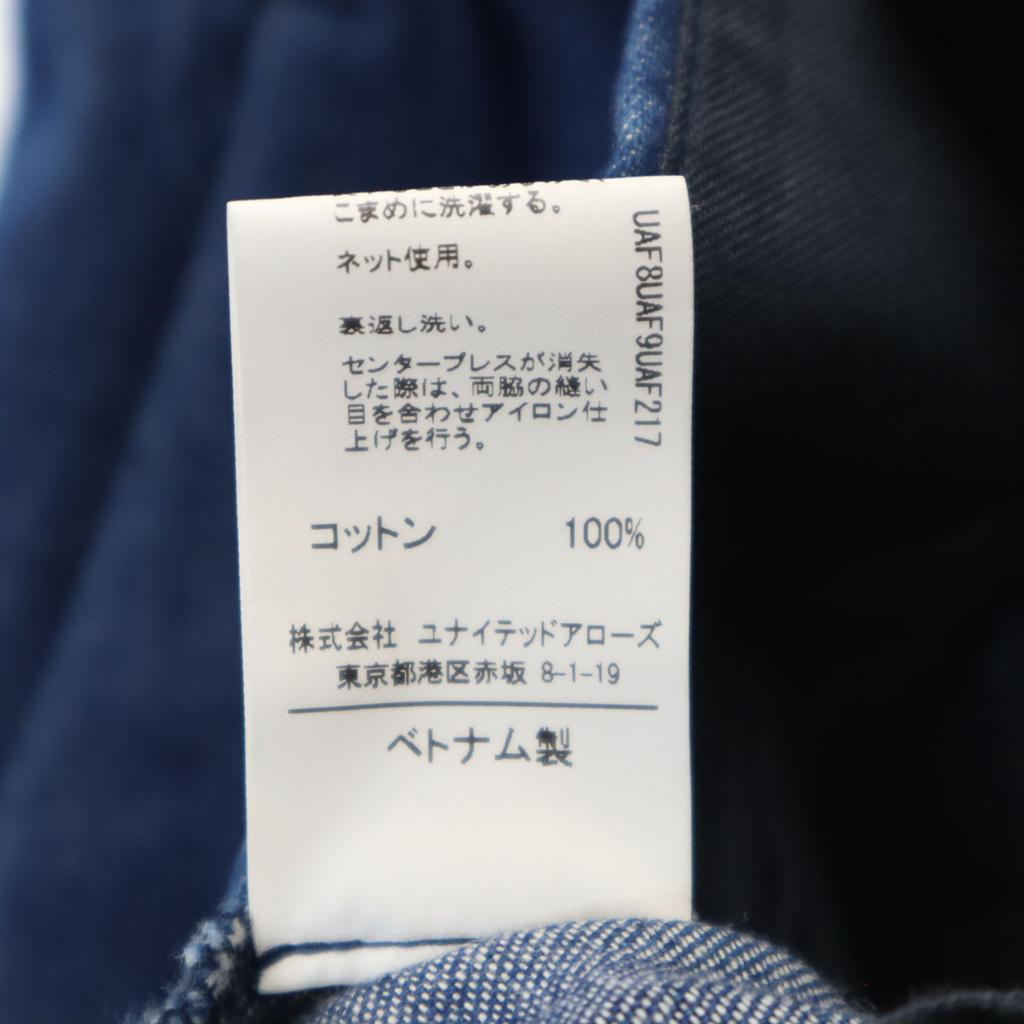 こまめに洗濯する。
ネット使用。
裏返し洗い。
センタープレスが消失
した際は、両脇の縫い
目を合わせアイロン仕
上げを行う。
UAF8UAF9UAF217
コットン 100%
株式会社 ユナイテッドアローズ
東京都港区赤坂 8-1-19
ベトナム製